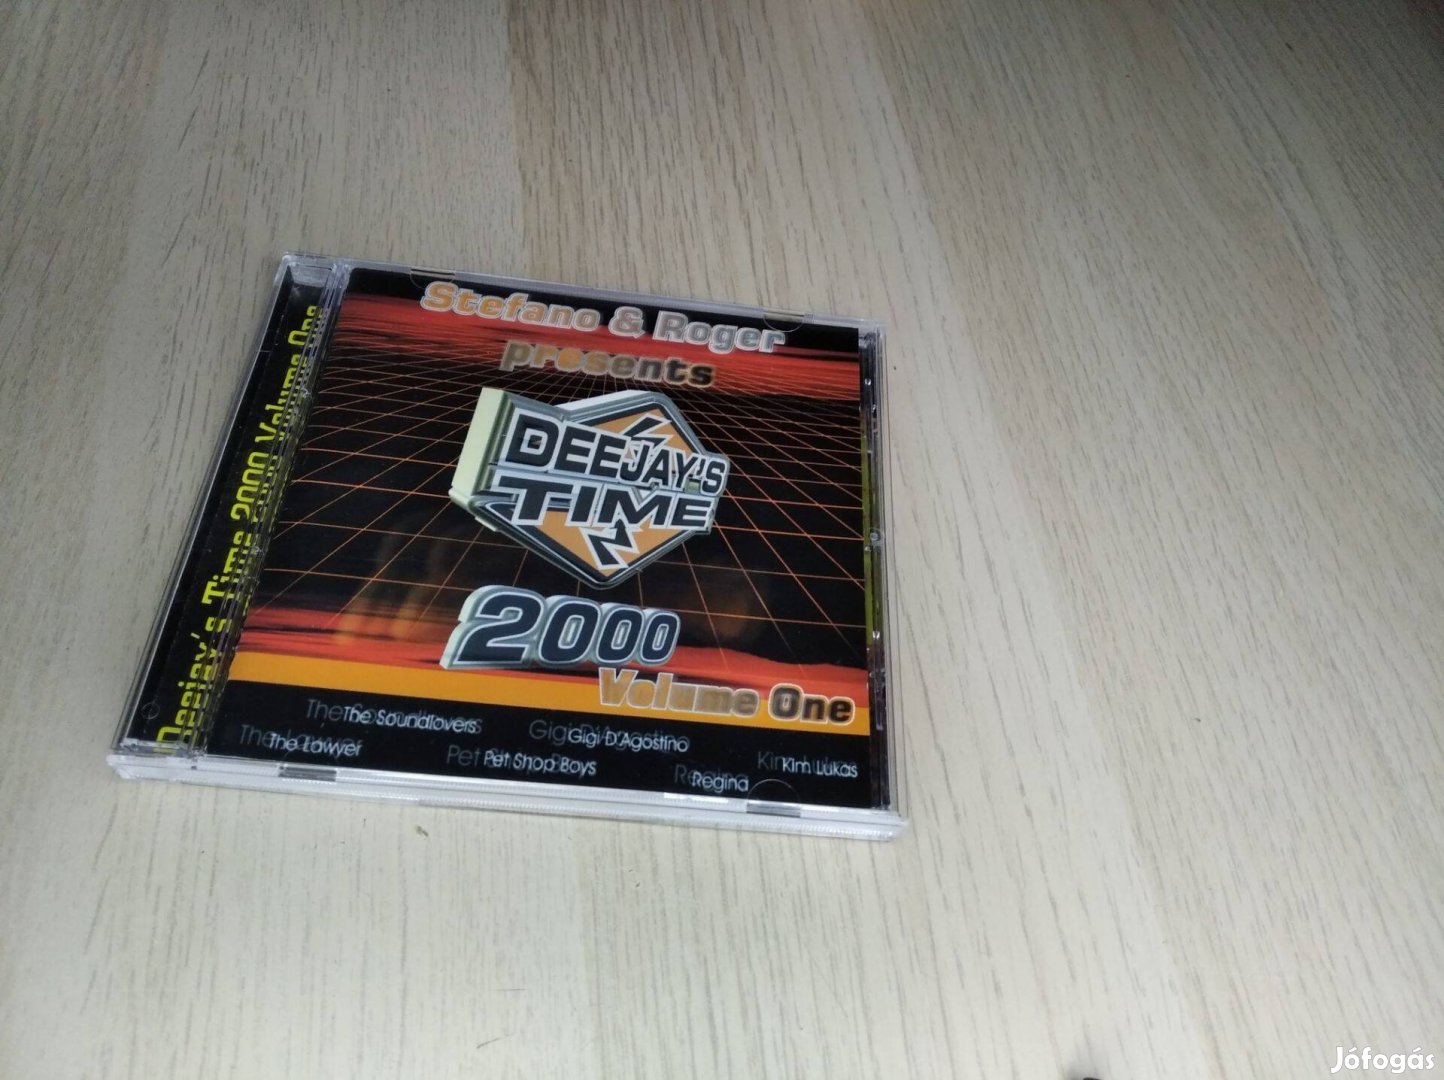 Stefano & Roger
presents
DEEJAY'S
TIME
2000
Volume One
The Soundlovers Gigi D'Agostino
The Lawyer Pet Shop Boys Regina Kim Lukas
Deejay's Time 2000 Volume One
Jófogás